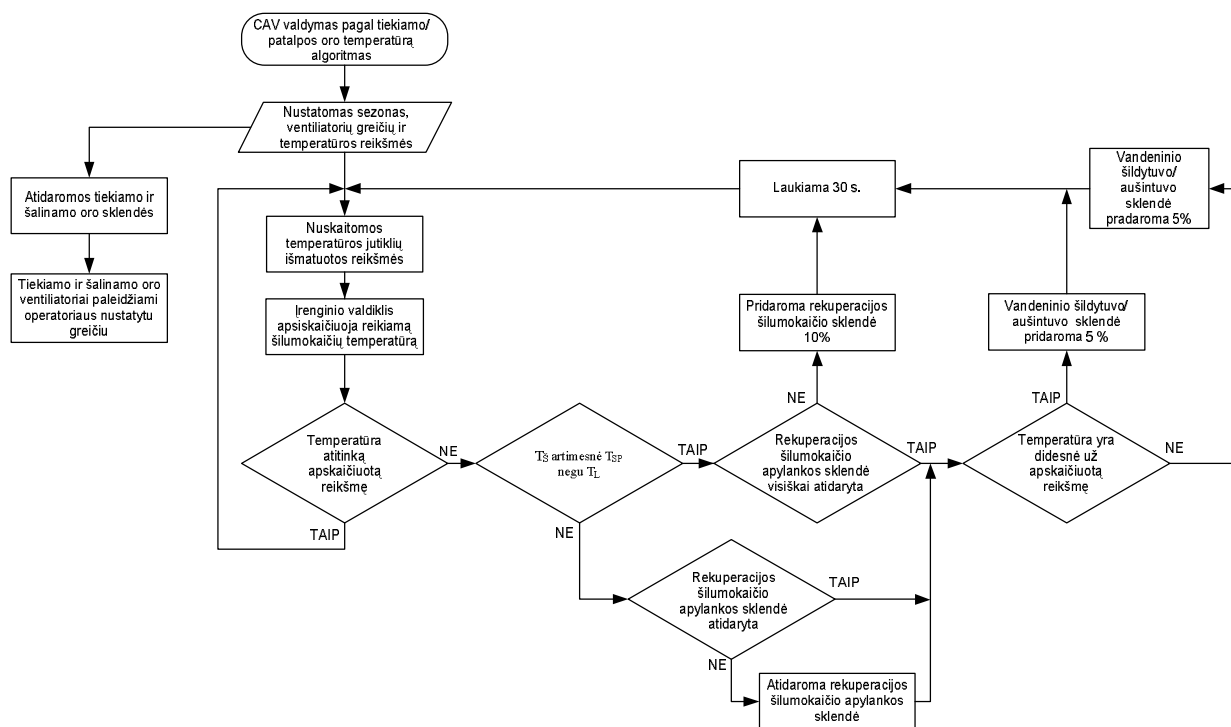 CAV valdymas pagal tiekiamo/
patalpos oro temperatūrą
algoritmas
Nustatomas sezonas,
ventiliatorių greičių ir
temperatūros reikšmės
Atidaromos tiekiamo ir
šalinamo oro sklendės
Tiekiamo ir šalinamo oro
ventiliatoriai paleidžiami
operatoriaus nustatytu
greičiu
Nuskaitomos
temperatūros jutiklių
išmatuotos reikšmės
Įrenginio valdiklis
apsiskaičiuoja reikiamą
šilumokaičių temperatūrą
Temperatūra
atitinką
apskaičiuotą
reikšmę
NE
TAIP
TŠ artimesnė TSP
negu TL
TAIP
NE
Rekuperacijos
šilumokaičio
apylankos sklendė
visiškai atidaryta
NE
TAIP
Pridaroma rekuperacijos
šilumokaičio sklendė
10%
Laukiama 30 s.
Rekuperacijos
šilumokaičio
apylankos sklendė
atidaryta
TAIP
NE
Atidaroma rekuperacijos
šilumokaičio apylankos
sklendė
Temperatūra yra
didesnė už
apskaičiuotą
reikšmę
TAIP
NE
Vandeninio šildytuvo/
aušintuvo sklendė
pridaroma 5 %
Vandeninio
šildytuvo/
aušintuvo
sklendė
pradaroma 5%